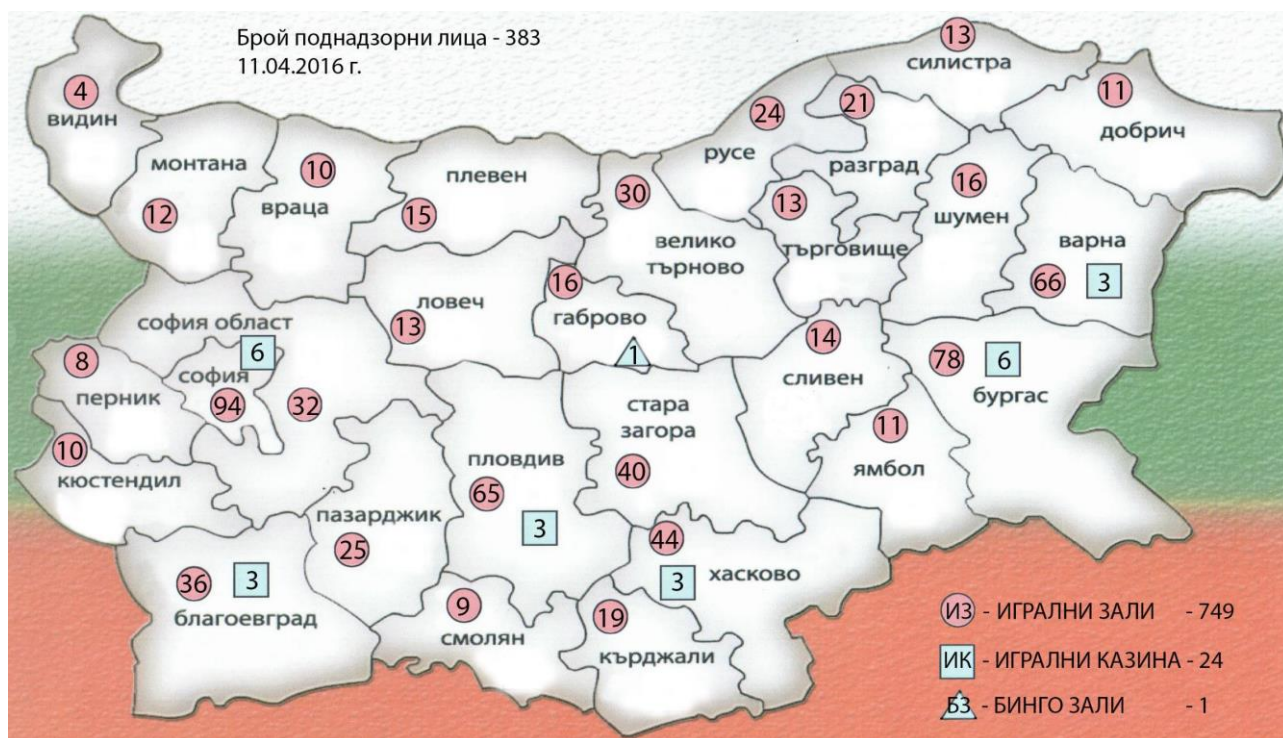 Брой поднадзорни лица - 383
11.04.2016 г.
13
силистра
4
видин
11
добрич
24
русе
21
разград
монтана
12
10
враца
плевен
15
30
велико
търново
13
търговище
16
шумен
варна
66
3
ловеч
13
16
габрово
1
софия област
6
софия
94
32
8
перник
10
кюстендил
14
сливен
78
6
бургас
стара
загора
40
11
ямбол
пловдив
65
3
пазарджик
25
44
3
хасково
36
3
благоевград
9
смолян
19
кърджали
ИЗ - ИГРАЛНИ ЗАЛИ - 749
ИК - ИГРАЛНИ КАЗИНА - 24
БЗ - БИНГО ЗАЛИ - 1